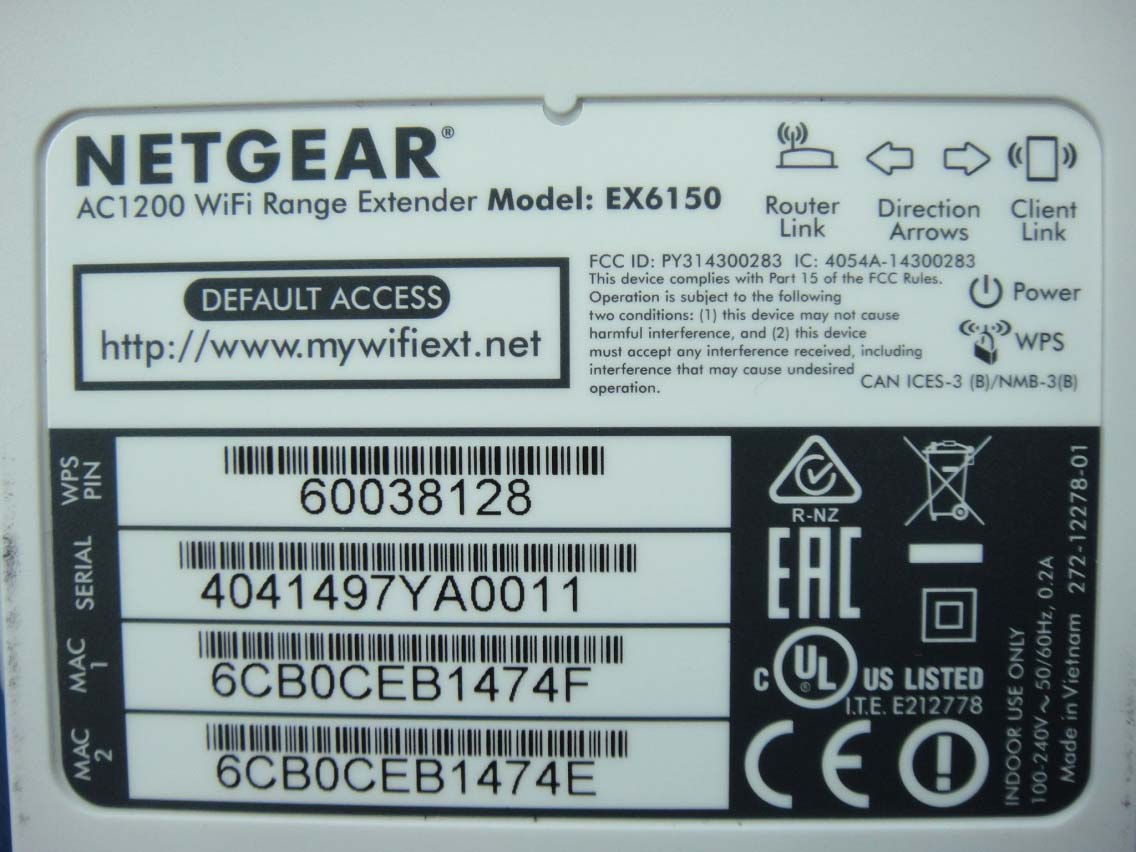 NETGEAR®
AC1200 WiFi Range Extender Model: EX6150
Router Link
Direction Arrows
Client Link
DEFAULT ACCESS
http://www.mywifiext.net
FCC ID: PY314300283 IC: 4054A-14300283
This device complies with Part 15 of the FCC Rules.
Operation is subject to the following
two conditions: (1) this device may not cause
harmful interference, and (2) this device
must accept any interference received, including
interference that may cause undesired
operation.
Power
WPS
CAN ICES-3 (B)/NMB-3(B)
WPS PIN
60038128
SERIAL
4041497YA0011
MAC 1
6CB0CEB1474F
MAC 2
6CB0CEB1474E
R-NZ
EAC
C UL® US LISTED
I.T.E. E212778
CE
INDOOR USE ONLY
100-240V ~ 50/60Hz, 0.2A
Made in Vietnam 272-12278-01